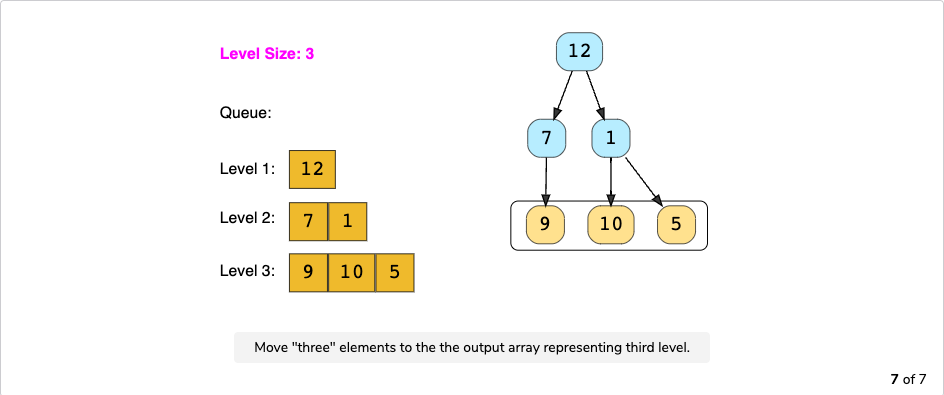 Level Size: 3
Queue:
Level 1: 12
Level 2: 7 1
Level 3: 9 10 5
12
7 1
9 10 5
Move "three" elements to the the output array representing third level.
7 of 7